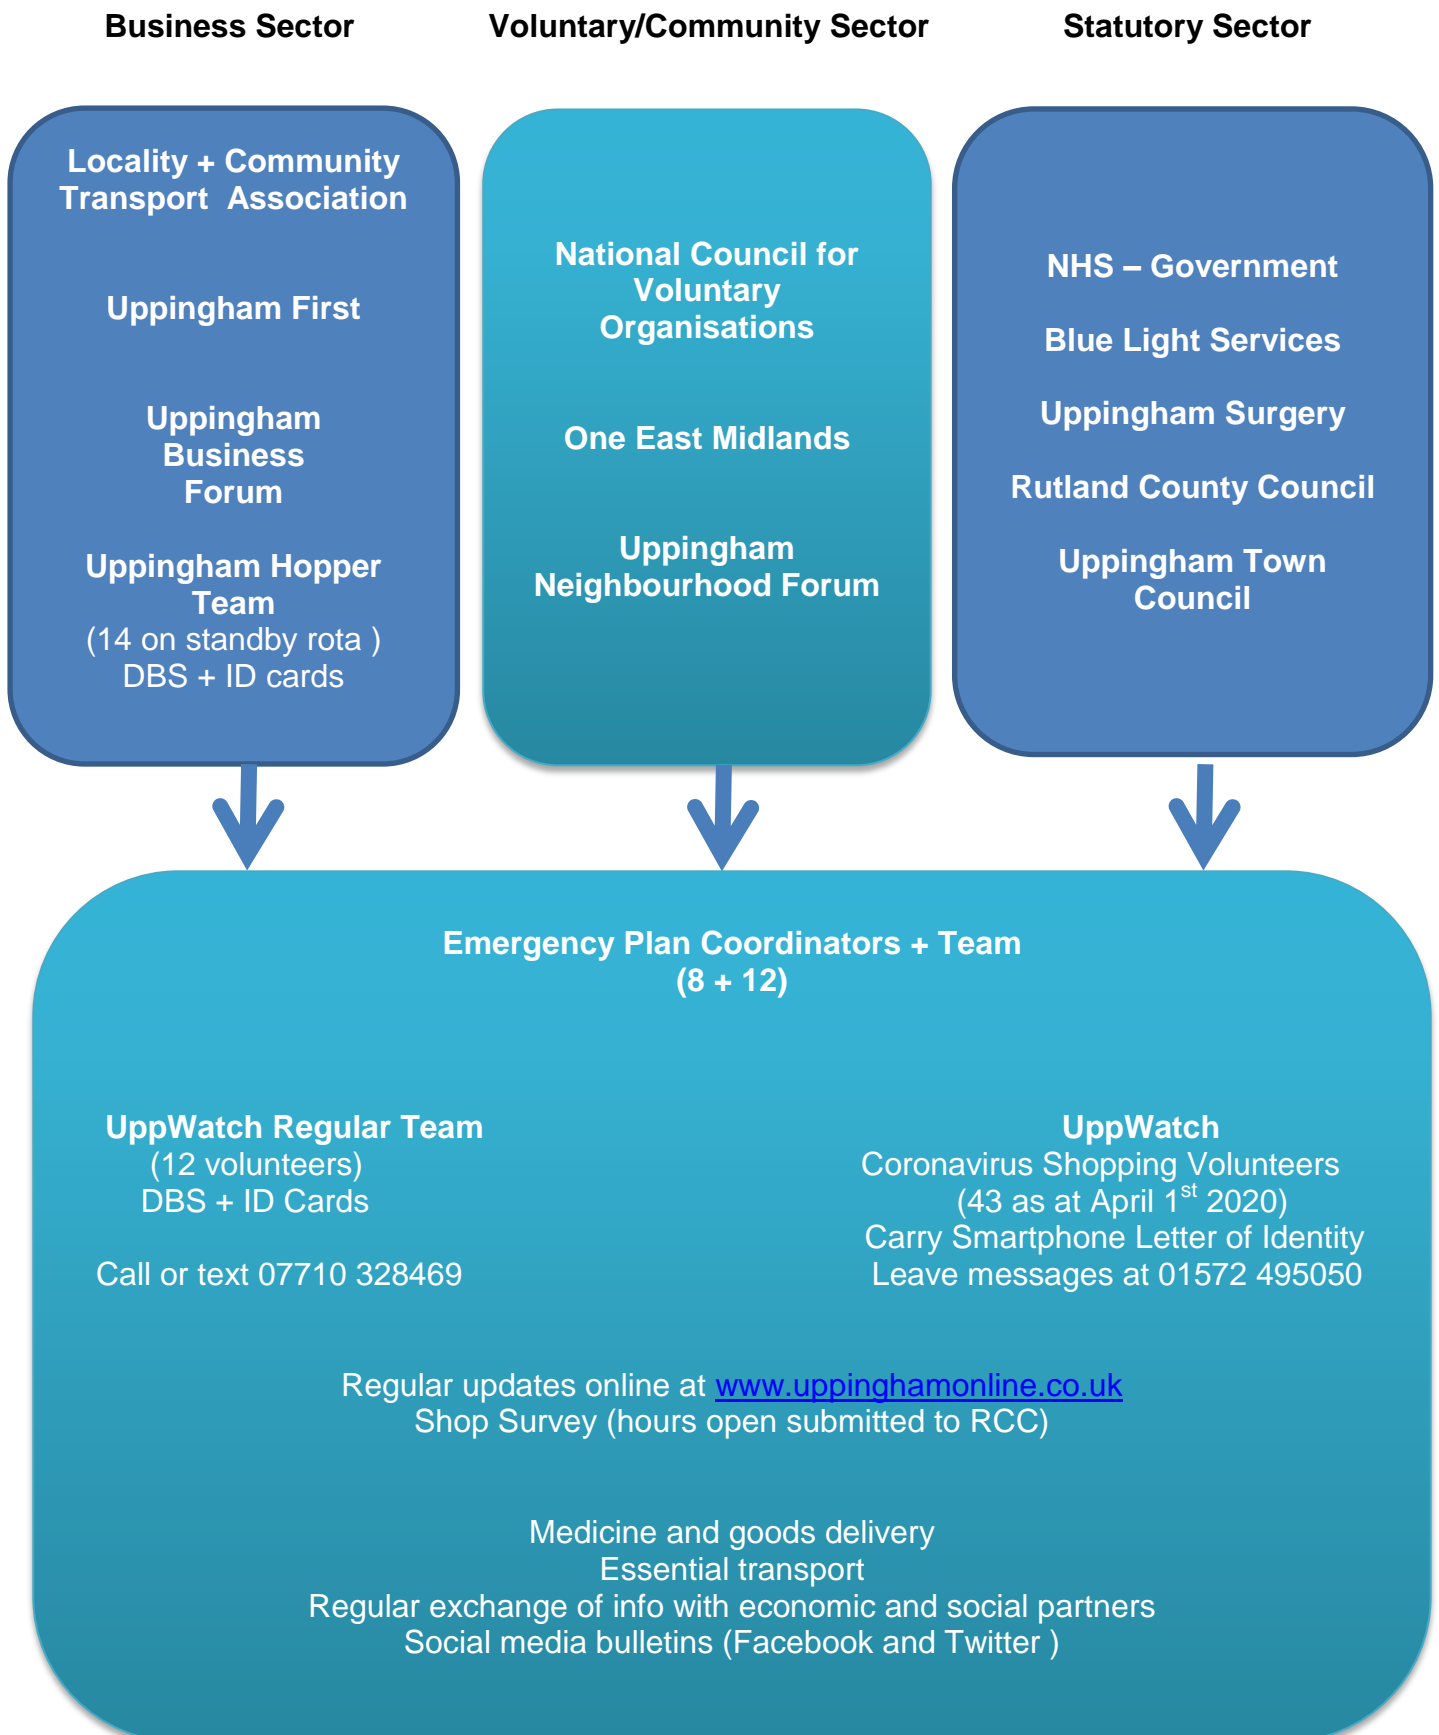 Business Sector
Voluntary/Community Sector
Statutory Sector
Locality + Community
Transport Association
Uppingham First
Uppingham
Business
Forum
Uppingham Hopper
Team
(14 on standby rota )
DBS + ID cards
National Council for
Voluntary
Organisations
One East Midlands
Uppingham
Neighbourhood Forum
NHS – Government
Blue Light Services
Uppingham Surgery
Rutland County Council
Uppingham Town
Council
Emergency Plan Coordinators + Team
(8 + 12)
UppWatch Regular Team
(12 volunteers)
DBS + ID Cards
Call or text 07710 328469
UppWatch
Coronavirus Shopping Volunteers
(43 as at April 1st 2020)
Carry Smartphone Letter of Identity
Leave messages at 01572 495050
Regular updates online at www.uppinghamonline.co.uk
Shop Survey (hours open submitted to RCC)
Medicine and goods delivery
Essential transport
Regular exchange of info with economic and social partners
Social media bulletins (Facebook and Twitter )